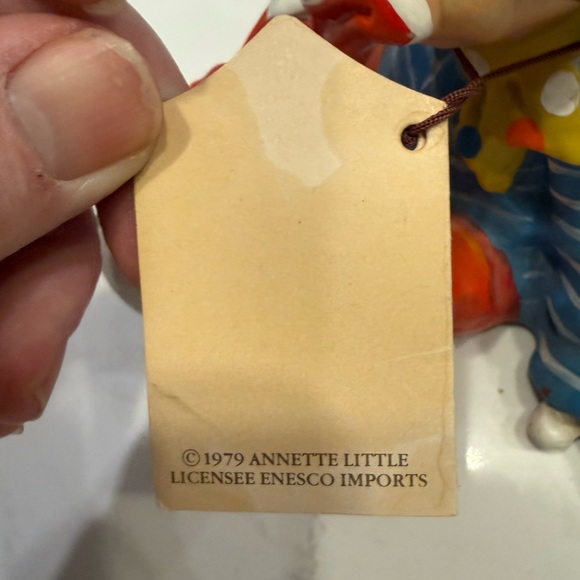 © 1979 ANNETTE LITTLE
LICENSEE ENESCO IMPORTS